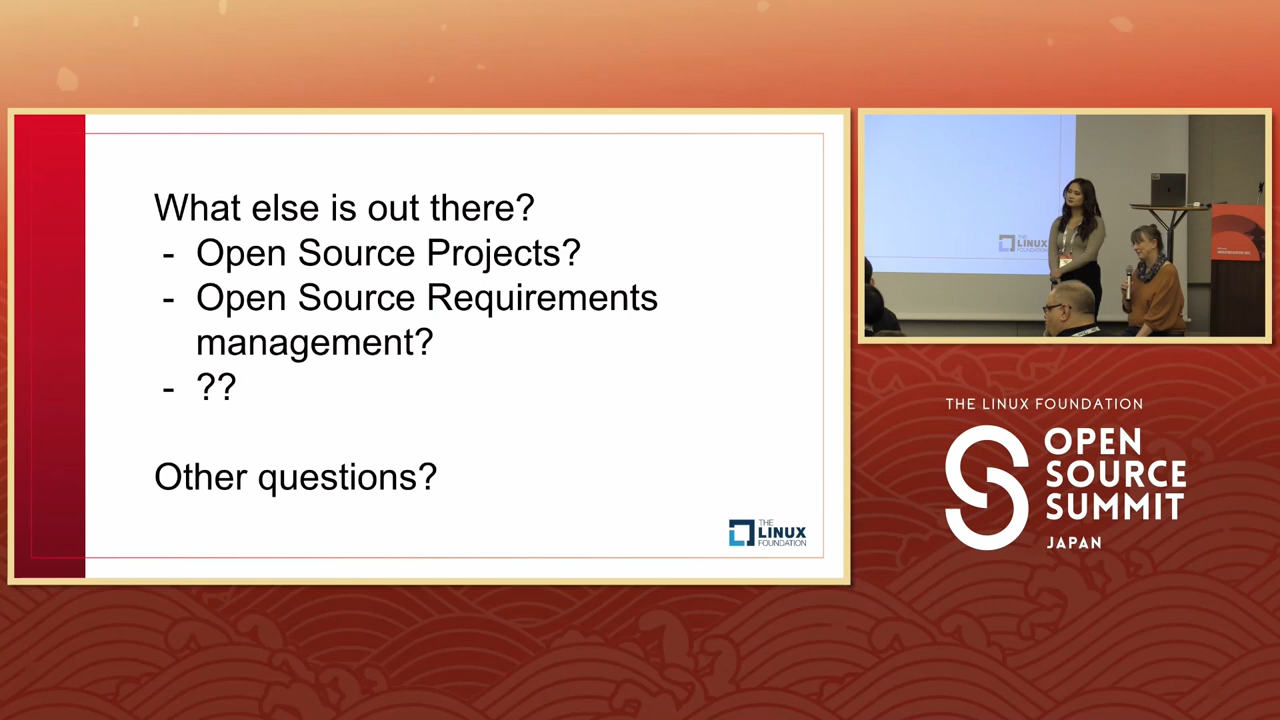 What else is out there?
- Open Source Projects?
- Open Source Requirements
management?
- ??
Other questions?
THE
LINUX
FOUNDATION
THE
LINUX
FOUNDATION
THE LINUX FOUNDATION
OPEN
SOURCE
SUMMIT
JAPAN